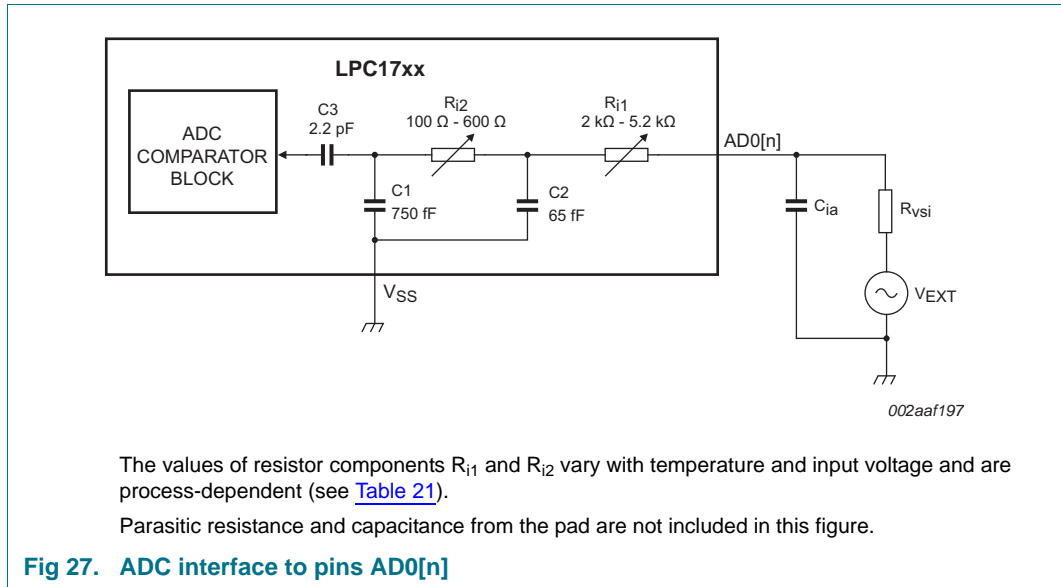 LPC17xx
ADC
COMPARATOR
BLOCK
C3
2.2 pF
Ri2
100 Ω - 600 Ω
Ri1
2 kΩ - 5.2 kΩ
AD0[n]
C1
750 fF
C2
65 fF
Cia
Rvsi
VEXT
VSS
002aaf197
The values of resistor components Ri1 and Ri2 vary with temperature and input voltage and are
process-dependent (see Table 21).
Parasitic resistance and capacitance from the pad are not included in this figure.
Fig 27. ADC interface to pins AD0[n]